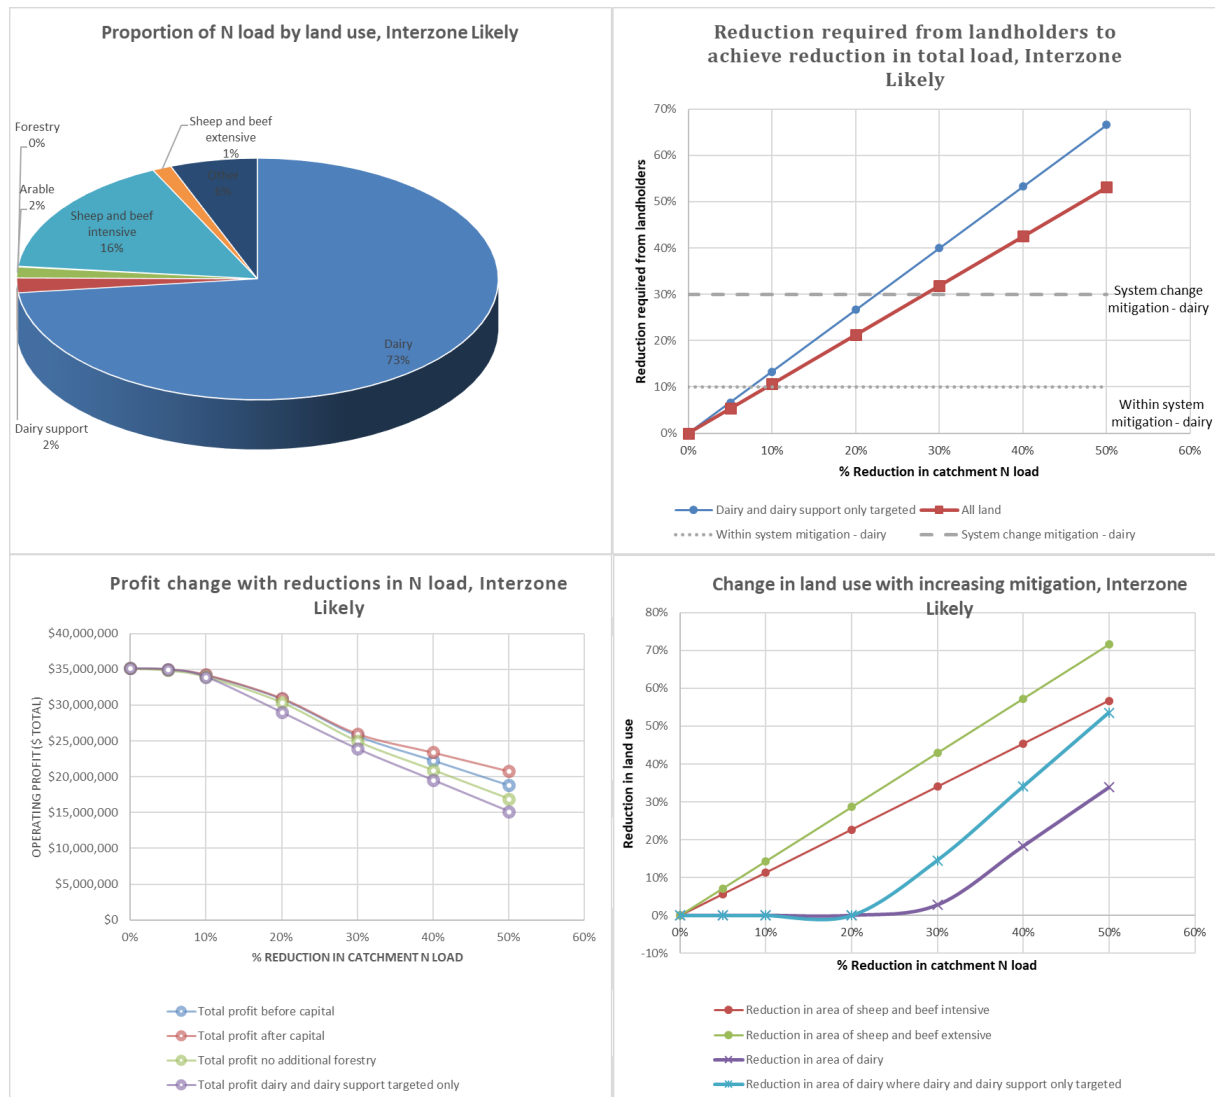 Proportion of N load by land use, Interzone Likely
Forestry
0%
Sheep and beef
extensive
1%
Arable
2%
Sheep and beef
intensive
16%
Dairy
73%
Dairy support
2%
Reduction required from landholders to
achieve reduction in total load, Interzone
Likely
Reduction required from landholders
70%
60%
50%
40%
30%
20%
10%
0%
System change
mitigation - dairy
Within system
mitigation - dairy
0% 10% 20% 30% 40% 50% 60%
% Reduction in catchment N load
Dairy and dairy support only targeted All land
Within system mitigation - dairy System change mitigation - dairy
Profit change with reductions in N load, Interzone
Likely
OPERATING PROFIT ($ TOTAL)
$40,000,000
$35,000,000
$30,000,000
$25,000,000
$20,000,000
$15,000,000
$10,000,000
$5,000,000
$0
0% 10% 20% 30% 40% 50% 60%
% REDUCTION IN CATCHMENT N LOAD
Total profit before capital
Total profit after capital
Total profit no additional forestry
Total profit dairy and dairy support targeted only
Change in land use with increasing mitigation, Interzone
Likely
Reduction in land use
80%
70%
60%
50%
40%
30%
20%
10%
0%
-10%
0% 10% 20% 30% 40% 50% 60%
% Reduction in catchment N load
Reduction in area of sheep and beef intensive
Reduction in area of sheep and beef extensive
Reduction in area of dairy
Reduction in area of dairy where dairy and dairy support only targeted